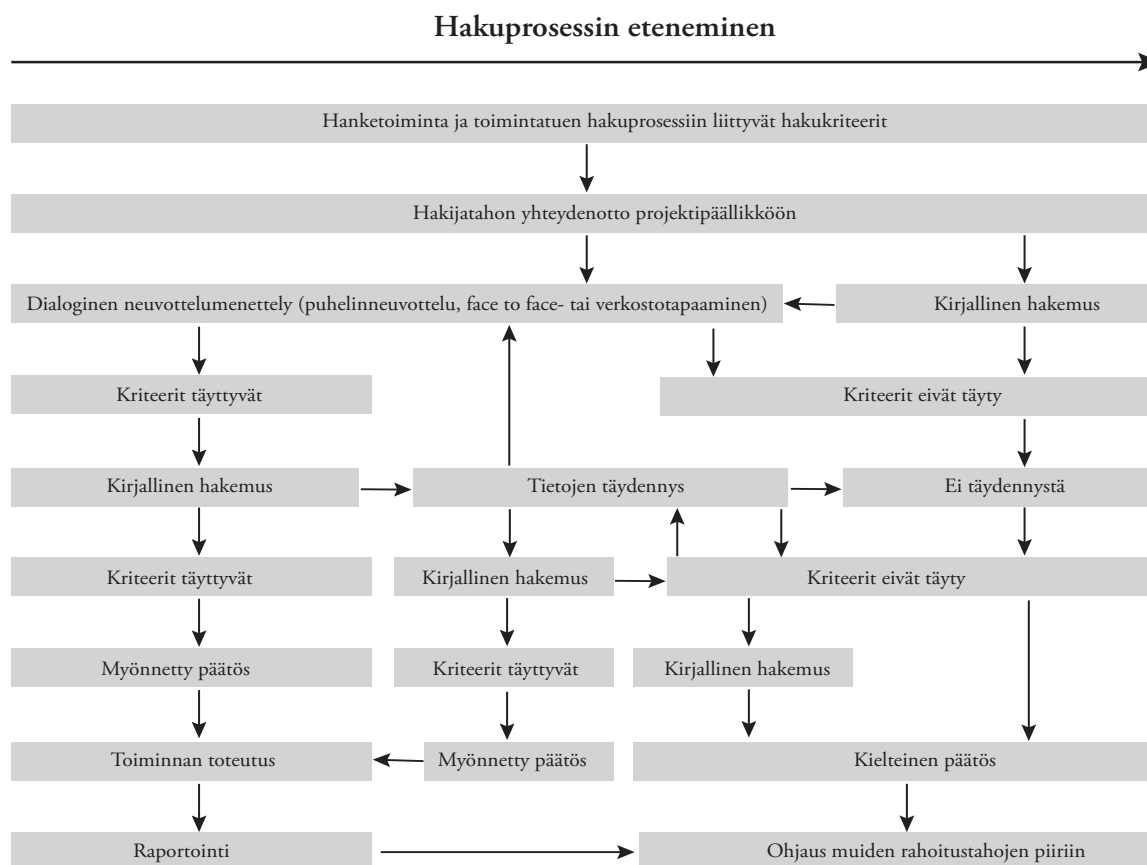 Hakuprosessin eteneminen
Hanketoiminta ja toimintatuen hakuprosessiin liittyvät hakukriteerit
Hakijatahon yhteydenotto projektipäällikköön
Dialoginen neuvottelumenettely (puhelinneuvottelu, face to face- tai verkostotapaaminen)
Kirjallinen hakemus
Kriteerit täyttyvät
Kriteerit eivät täyty
Kirjallinen hakemus
Tietojen täydennys
Ei täydennystä
Kriteerit täyttyvät
Kirjallinen hakemus
Kriteerit eivät täyty
Myönnetty päätös
Kriteerit täyttyvät
Kirjallinen hakemus
Toiminnan toteutus
Myönnetty päätös
Kielteinen päätös
Raportointi
Ohjaus muiden rahoitustahojen piiriin